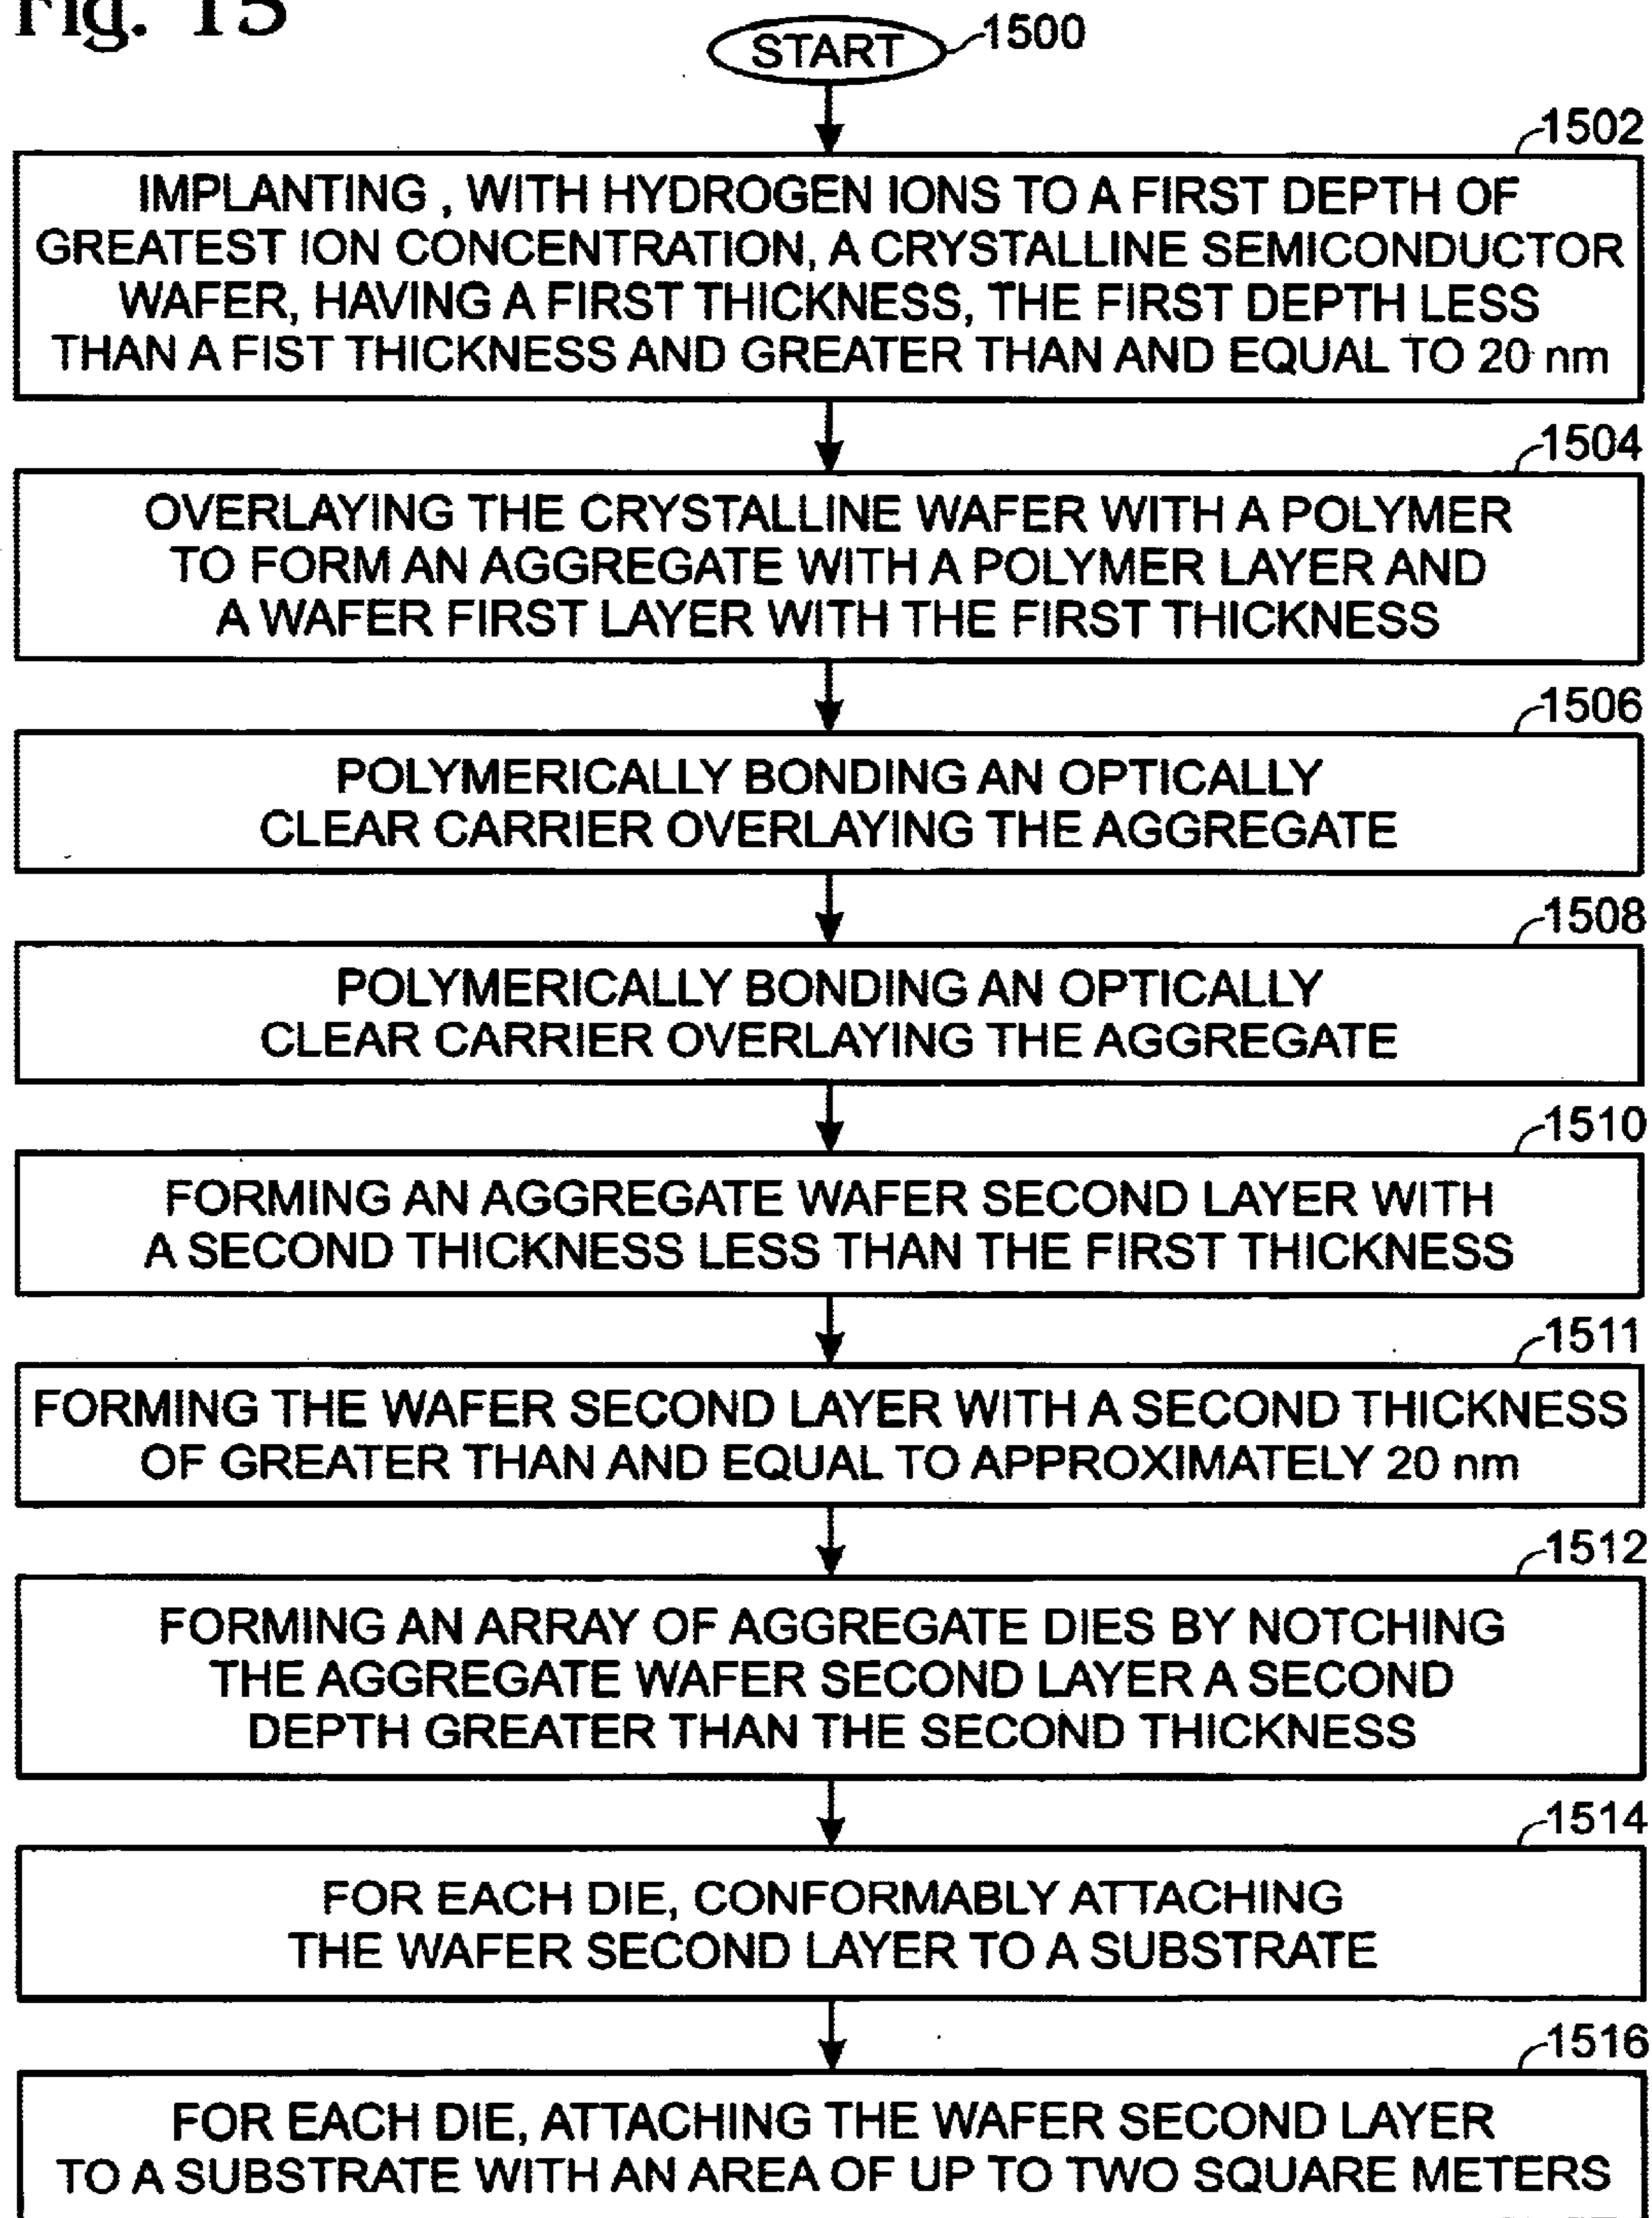 Fig. 15
START
1500
1502
IMPLANTING , WITH HYDROGEN IONS TO A FIRST DEPTH OF
GREATEST ION CONCENTRATION, A CRYSTALLINE SEMICONDUCTOR
WAFER, HAVING A FIRST THICKNESS, THE FIRST DEPTH LESS
THAN A FIST THICKNESS AND GREATER THAN AND EQUAL TO 20 nm
1504
OVERLAYING THE CRYSTALLINE WAFER WITH A POLYMER
TO FORM AN AGGREGATE WITH A POLYMER LAYER AND
A WAFER FIRST LAYER WITH THE FIRST THICKNESS
1506
POLYMERICALLY BONDING AN OPTICALLY
CLEAR CARRIER OVERLAYING THE AGGREGATE
1508
POLYMERICALLY BONDING AN OPTICALLY
CLEAR CARRIER OVERLAYING THE AGGREGATE
1510
FORMING AN AGGREGATE WAFER SECOND LAYER WITH
A SECOND THICKNESS LESS THAN THE FIRST THICKNESS
1511
FORMING THE WAFER SECOND LAYER WITH A SECOND THICKNESS
OF GREATER THAN AND EQUAL TO APPROXIMATELY 20 nm
1512
FORMING AN ARRAY OF AGGREGATE DIES BY NOTCHING
THE AGGREGATE WAFER SECOND LAYER A SECOND
DEPTH GREATER THAN THE SECOND THICKNESS
1514
FOR EACH DIE, CONFORMABLY ATTACHING
THE WAFER SECOND LAYER TO A SUBSTRATE
1516
FOR EACH DIE, ATTACHING THE WAFER SECOND LAYER
TO A SUBSTRATE WITH AN AREA OF UP TO TWO SQUARE METERS